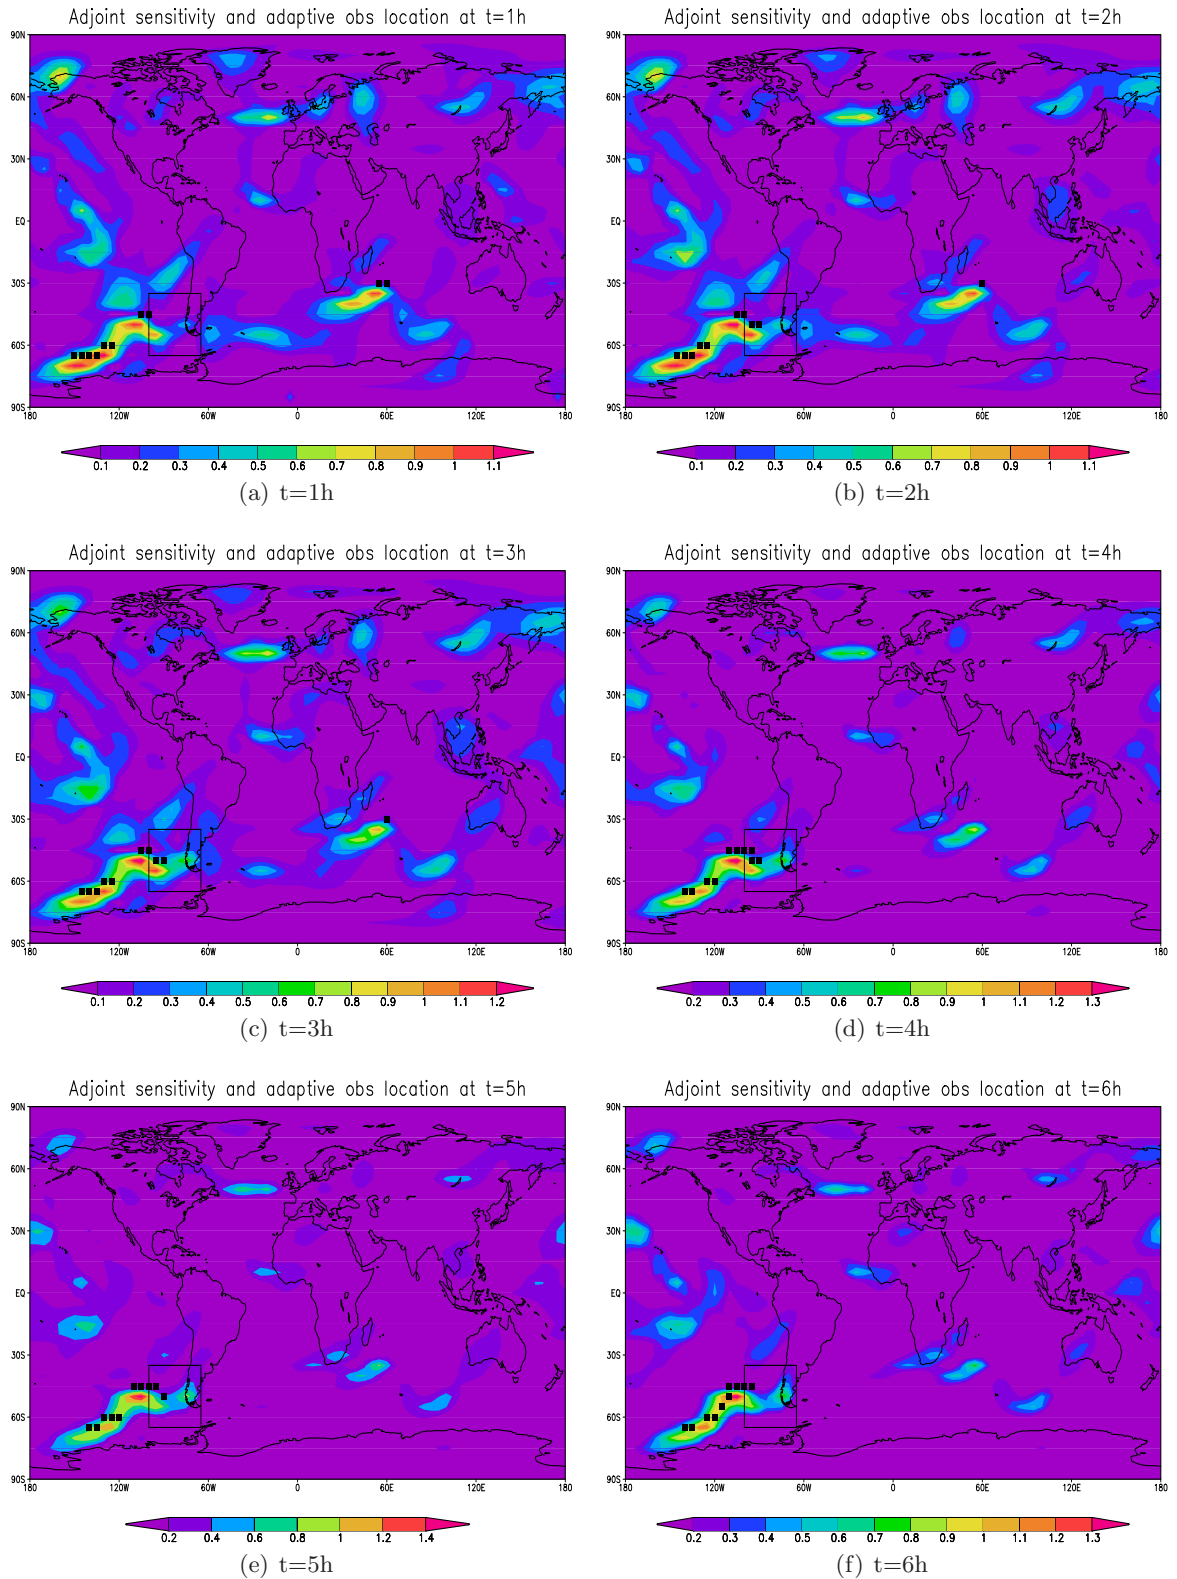 Adjoint sensitivity and adaptive obs location at t=1h
90N
60N
30N
EQ
30S
60S
90S
180 120W 60W 0 60E 120E 180
0.1 0.2 0.3 0.4 0.5 0.6 0.7 0.8 0.9 1 1.1
(a) t=1h
Adjoint sensitivity and adaptive obs location at t=2h
90N
60N
30N
EQ
30S
60S
90S
180 120W 60W 0 60E 120E 180
0.1 0.2 0.3 0.4 0.5 0.6 0.7 0.8 0.9 1 1.1
(b) t=2h
Adjoint sensitivity and adaptive obs location at t=3h
90N
60N
30N
EQ
30S
60S
90S
180 120W 60W 0 60E 120E 180
0.1 0.2 0.3 0.4 0.5 0.6 0.7 0.8 0.9 1 1.1 1.2
(c) t=3h
Adjoint sensitivity and adaptive obs location at t=4h
90N
60N
30N
EQ
30S
60S
90S
180 120W 60W 0 60E 120E 180
0.2 0.3 0.4 0.5 0.6 0.7 0.8 0.9 1 1.1 1.2 1.3
(d) t=4h
Adjoint sensitivity and adaptive obs location at t=5h
90N
60N
30N
EQ
30S
60S
90S
180 120W 60W 0 60E 120E 180
0.2 0.4 0.6 0.8 1 1.2 1.4
(e) t=5h
Adjoint sensitivity and adaptive obs location at t=6h
90N
60N
30N
EQ
30S
60S
90S
180 120W 60W 0 60E 120E 180
0.2 0.3 0.4 0.5 0.6 0.7 0.8 0.9 1 1.1 1.2 1.3
(f) t=6h